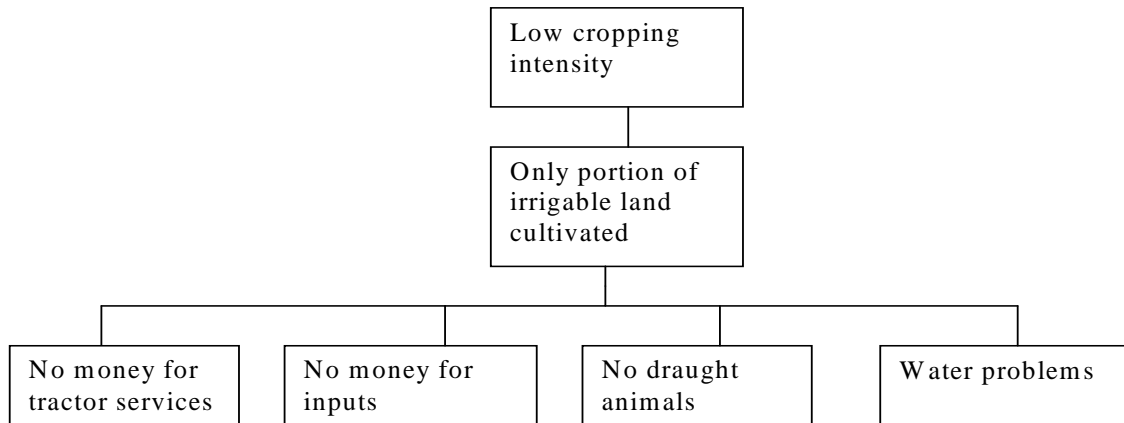 Low cropping
intensity
Only portion of
irrigable land
cultivated
No money for
tractor services
No money for
inputs
No draught
animals
Water problems